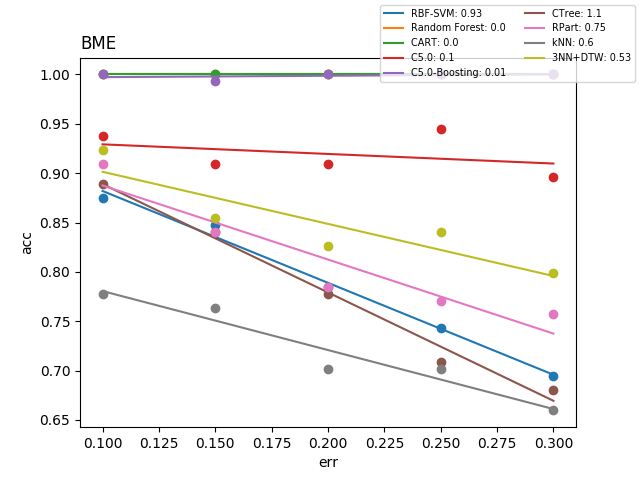 BME
RBF-SVM: 0.93
Random Forest: 0.0
CART: 0.0
C5.0: 0.1
C5.0-Boosting: 0.01
CTree: 1.1
RPart: 0.75
kNN: 0.6
3NN+DTW: 0.53
1.00
0.95
0.90
0.85
0.80
0.75
0.70
0.65
acc
0.100 0.125 0.150 0.175 0.200 0.225 0.250 0.275 0.300
err